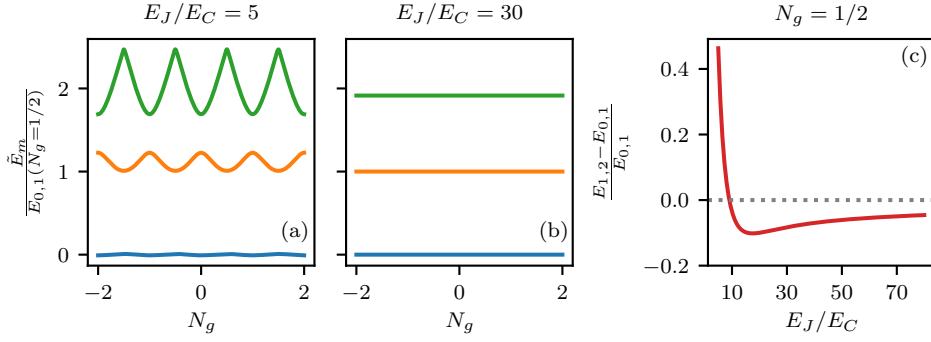 E_J/E_C = 5
E_J/E_C = 30
N_g = 1/2
Ẽ_m
E_{0,1}(N_g=1/2)
2
1
0
(a)
−2
0
2
N_g
(b)
−2
0
2
N_g
E_{1,2}−E_{0,1}
E_{0,1}
0.4
0.2
0.0
−0.2
(c)
10
30
50
70
E_J/E_C